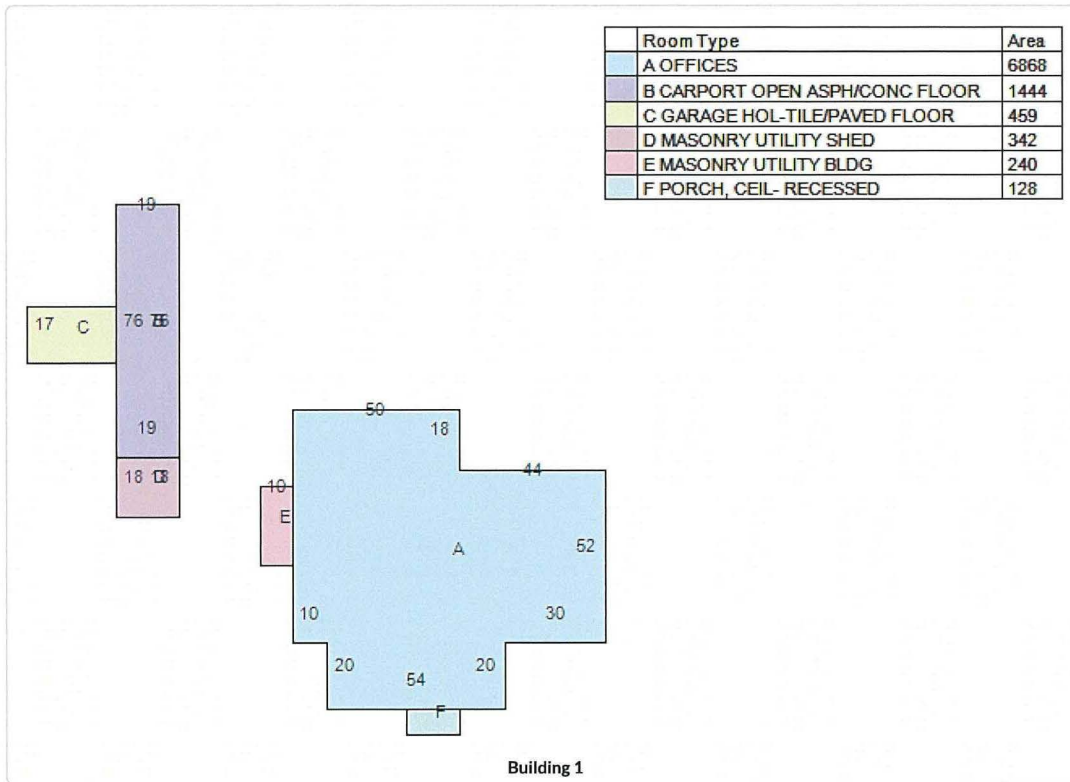 Room Type Area
A OFFICES 6868
B CARPORT OPEN ASPH/CONC FLOOR 1444
C GARAGE HOL-TILE/PAVED FLOOR 459
D MASONRY UTILITY SHED 342
E MASONRY UTILITY BLDG 240
F PORCH, CEIL- RECESSED 128
19
17 C 76 76 B
19
18 18 D
50
18
44
10
E
A
52
10 30
20 20
54
F
Building 1